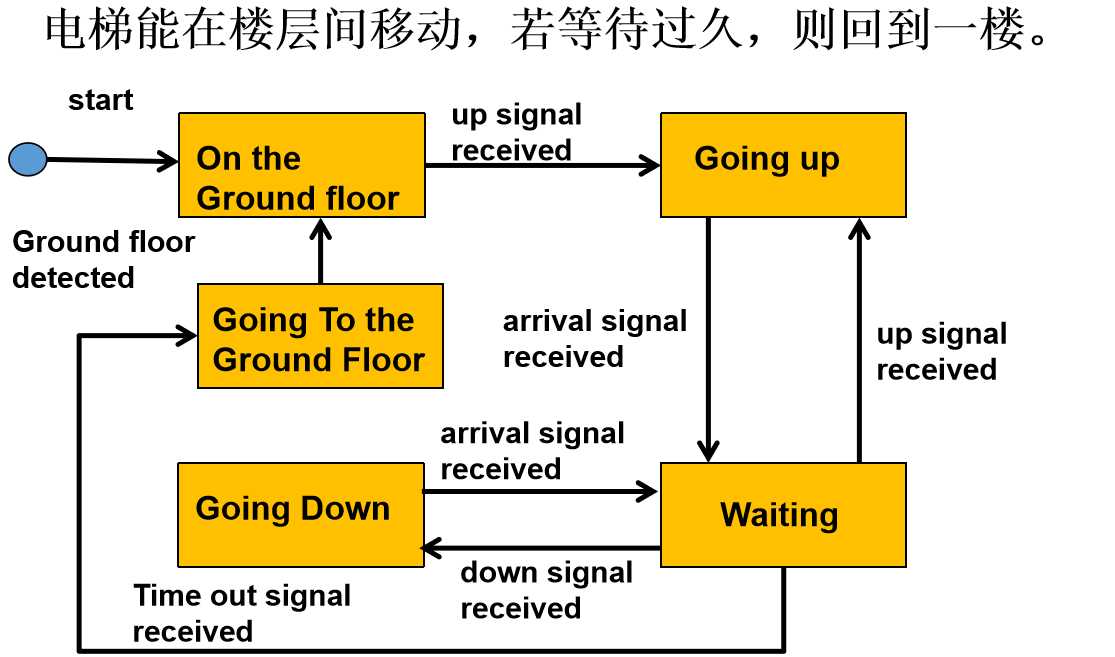 电梯能在楼层间移动，若等待过久，则回到一楼。
start
up signal
received
On the
Ground floor
Going up
Ground floor
detected
Going To the
Ground Floor
arrival signal
received
up signal
received
arrival signal
received
Going Down
Waiting
down signal
received
Time out signal
received